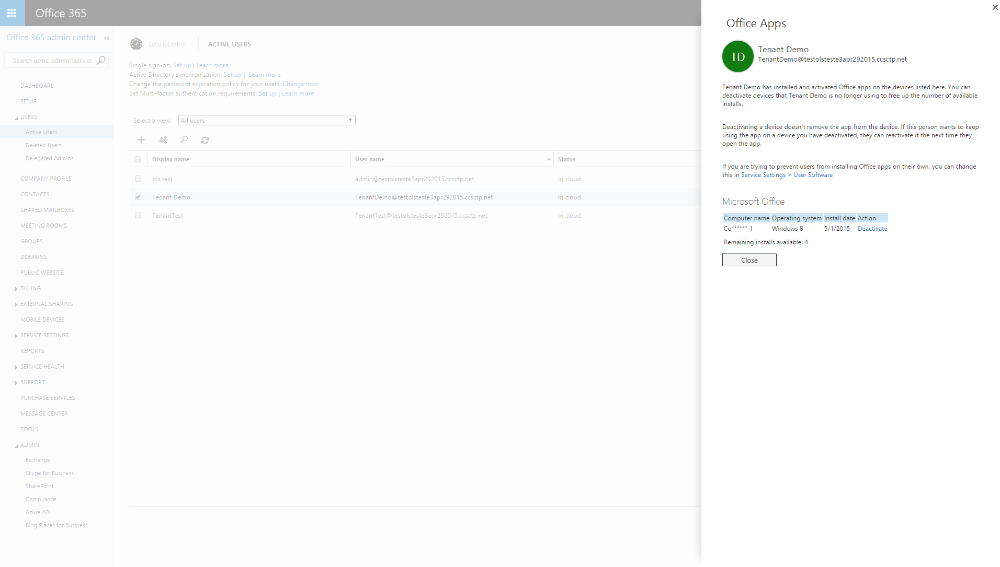 Office 365
Office 365 admin center «
Search users, admin tasks ar
DASHBOARD
SETUP
USERS
Active Users
Deleted Users
Delegated Admins
COMPANY PROFILE
CONTACTS
SHARED MAILBOXES
MEETING ROOMS
GROUPS
DOMAINS
PUBLIC WEBSITE
BILLING
EXTERNAL SHARING
MOBILE DEVICES
SERVICE SETTINGS
REPORTS
SERVICE HEALTH
SUPPORT
PURCHASE SERVICES
MESSAGE CENTER
TOOLS
ADMIN
Exchange
Skype for Business
SharePoint
Compliance
Azure AD
Bing Places for Business
DASHBOARD | ACTIVE USERS
Single sign-on: Set up | Learn more
Active Directory synchronization: Set up | Learn more
Change the password expiration policy for your users: Change now
Set Multi-factor authentication requirements: Set up | Learn more
Select a view: All users
Display name User name Status
ols test admin@testolsteste3apr292015.ccsctp.net In cloud
Tenant Demo TenantDemo@testolsteste3apr292015.ccsctp.net In cloud
TenantTest TenantTest@testolsteste3apr292015.ccsctp.net In cloud
Office Apps
TD
Tenant Demo
TenantDemo@testolsteste3apr292015.ccsctp.net
Tenant Demo has installed and activated Office apps on the devices listed here. You can
deactivate devices that Tenant Demo is no longer using to free up the number of available
installs.
Deactivating a device doesn't remove the app from the device. If this person wants to keep
using the app on a device you have deactivated, they can reactivate it the next time they
open the app.
If you are trying to prevent users from installing Office apps on their own, you can change
this in Service Settings > User Software
Microsoft Office
Computer name Operating system Install date Action
Co****** 1 Windows 8 5/1/2015 Deactivate
Remaining installs available: 4
Close